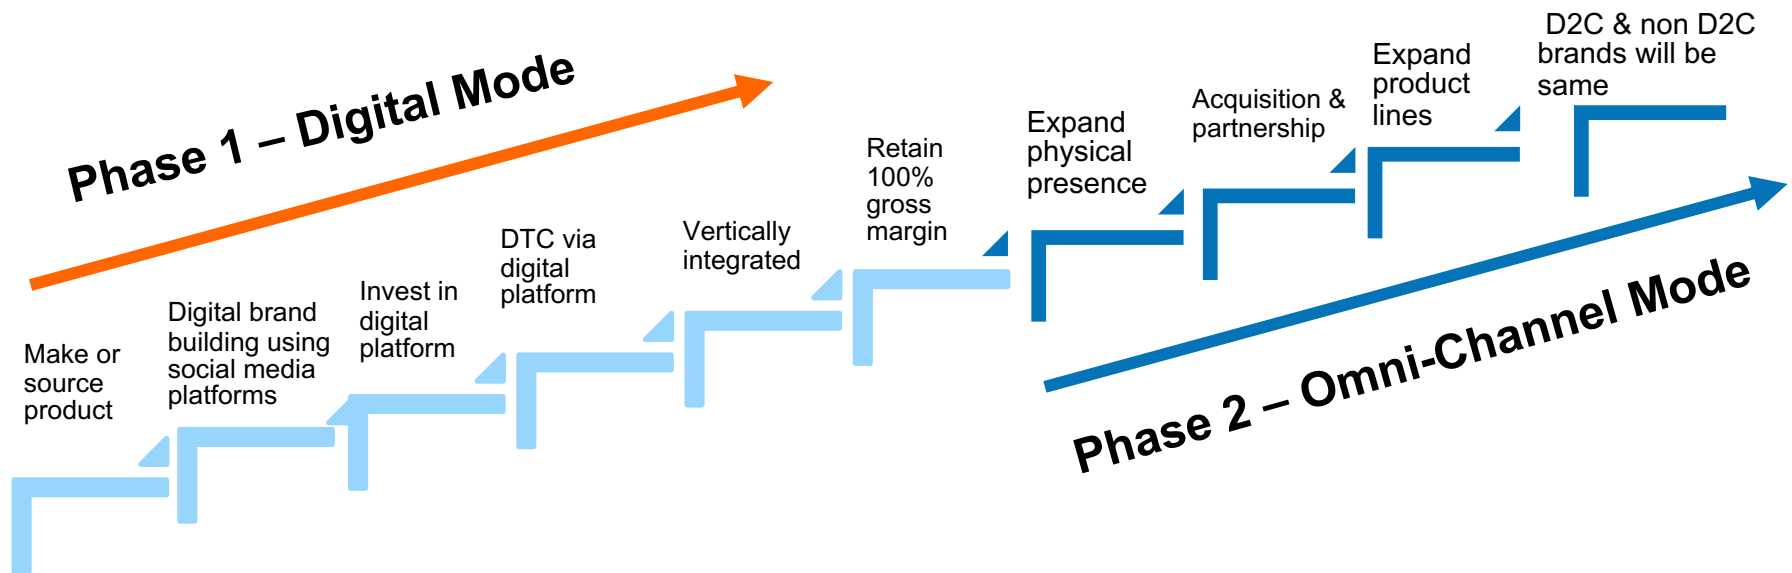 Phase 1 – Digital Mode
Make or
source
product
Digital brand
building using
social media
platforms
Invest in
digital
platform
DTC via
digital
platform
Vertically
integrated
Retain
100%
gross
margin
Expand
physical
presence
Acquisition &
partnership
Expand
product
lines
D2C & non D2C
brands will be
same
Phase 2 – Omni-Channel Mode